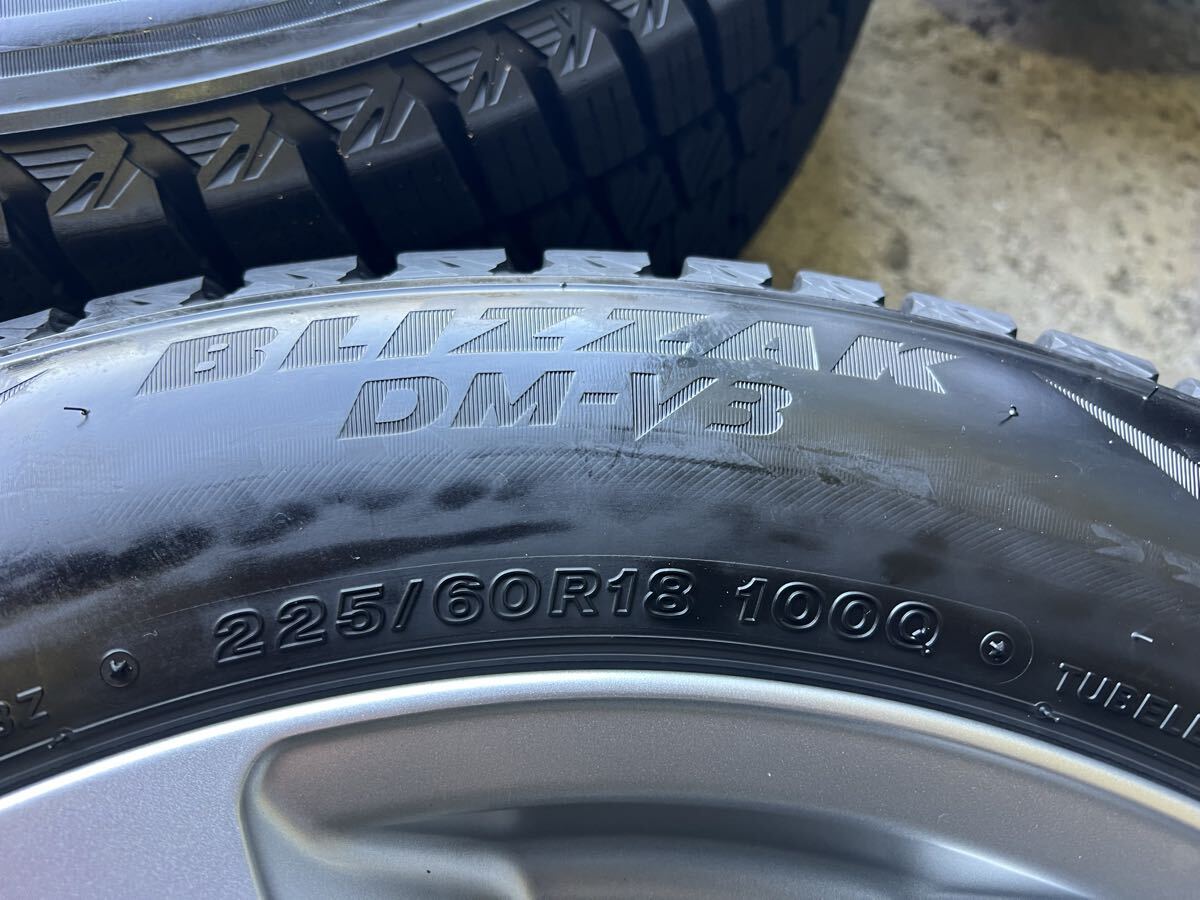 BLIZZAK
DM-V3
225/60R18 100Q